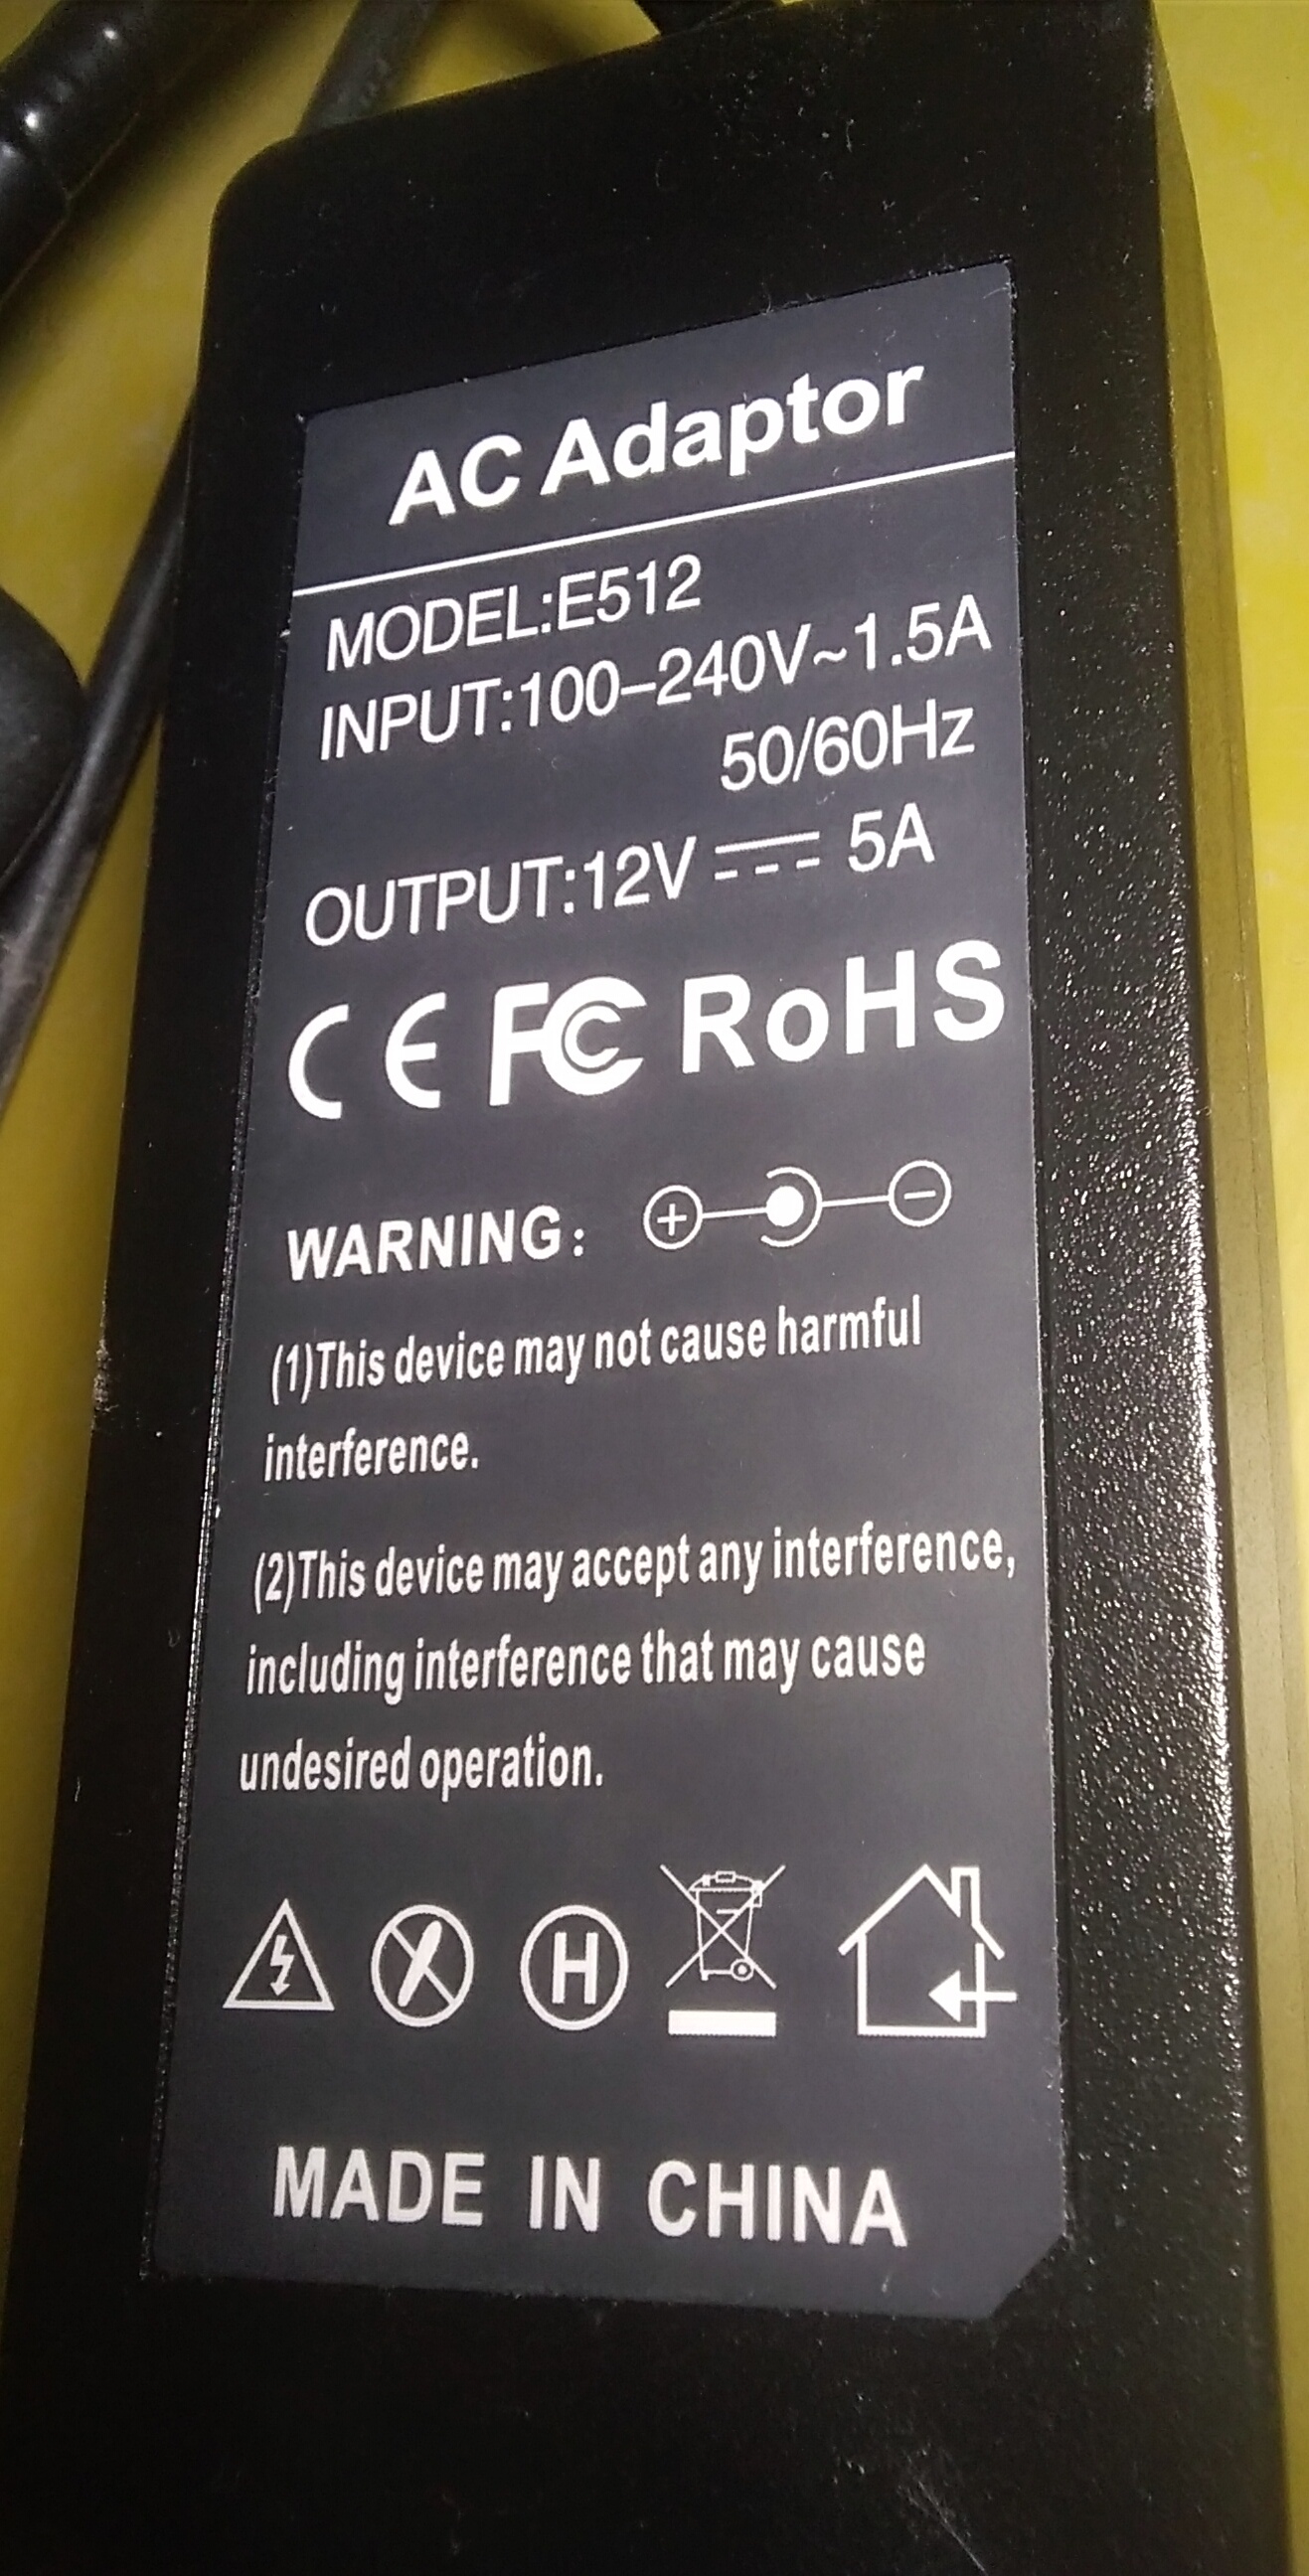 AC Adaptor
MODEL:E512
INPUT:100-240V~1.5A
50/60Hz
OUTPUT:12V⎓5A
CE FC RoHS
WARNING:
(1)This device may not cause harmful
interference.
(2)This device may accept any interference,
including interference that may cause
undesired operation.
H
MADE IN CHINA